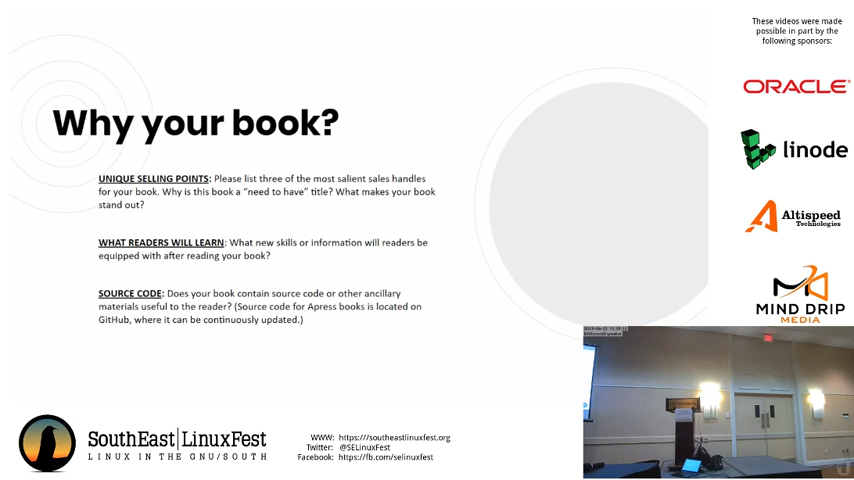 Why your book?
UNIQUE SELLING POINTS: Please list three of the most salient sales handles
for your book. Why is this book a "need to have" title? What makes your book
stand out?
WHAT READERS WILL LEARN: What new skills or information will readers be
equipped with after reading your book?
SOURCE CODE: Does your book contain source code or other ancillary
materials useful to the reader? (Source code for Apress books is located on
GitHub, where it can be continuously updated.)
These videos were made
possible in part by the
following sponsors:
ORACLE
linode
Altispeed
Technologies
MIND DRIP
MEDIA
SouthEast|LinuxFest
LINUX IN THE GNU/SOUTH
WWW: https:///southeastlinuxfest.org
Twitter: @SELinuxFest
Facebook: https://fb.com/selinuxfest